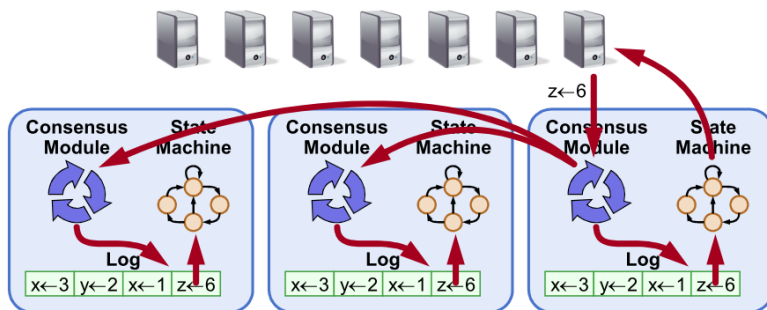 z←6
Consensus Module
State Machine
Log
x←3 y←2 x←1 z←6
Consensus Module
State Machine
Log
x←3 y←2 x←1 z←6
Consensus Module
State Machine
Log
x←3 y←2 x←1 z←6